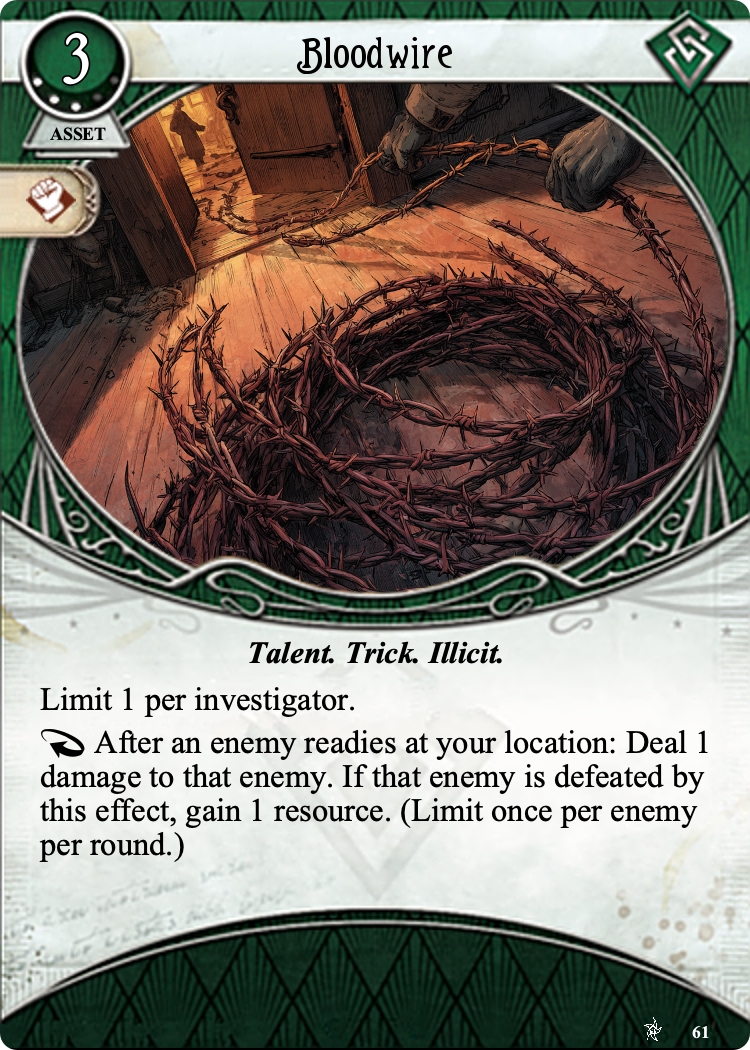 3
Bloodwire
ASSET
Talent. Trick. Illicit.
Limit 1 per investigator.
After an enemy readies at your location: Deal 1
damage to that enemy. If that enemy is defeated by
this effect, gain 1 resource. (Limit once per enemy
per round.)
61